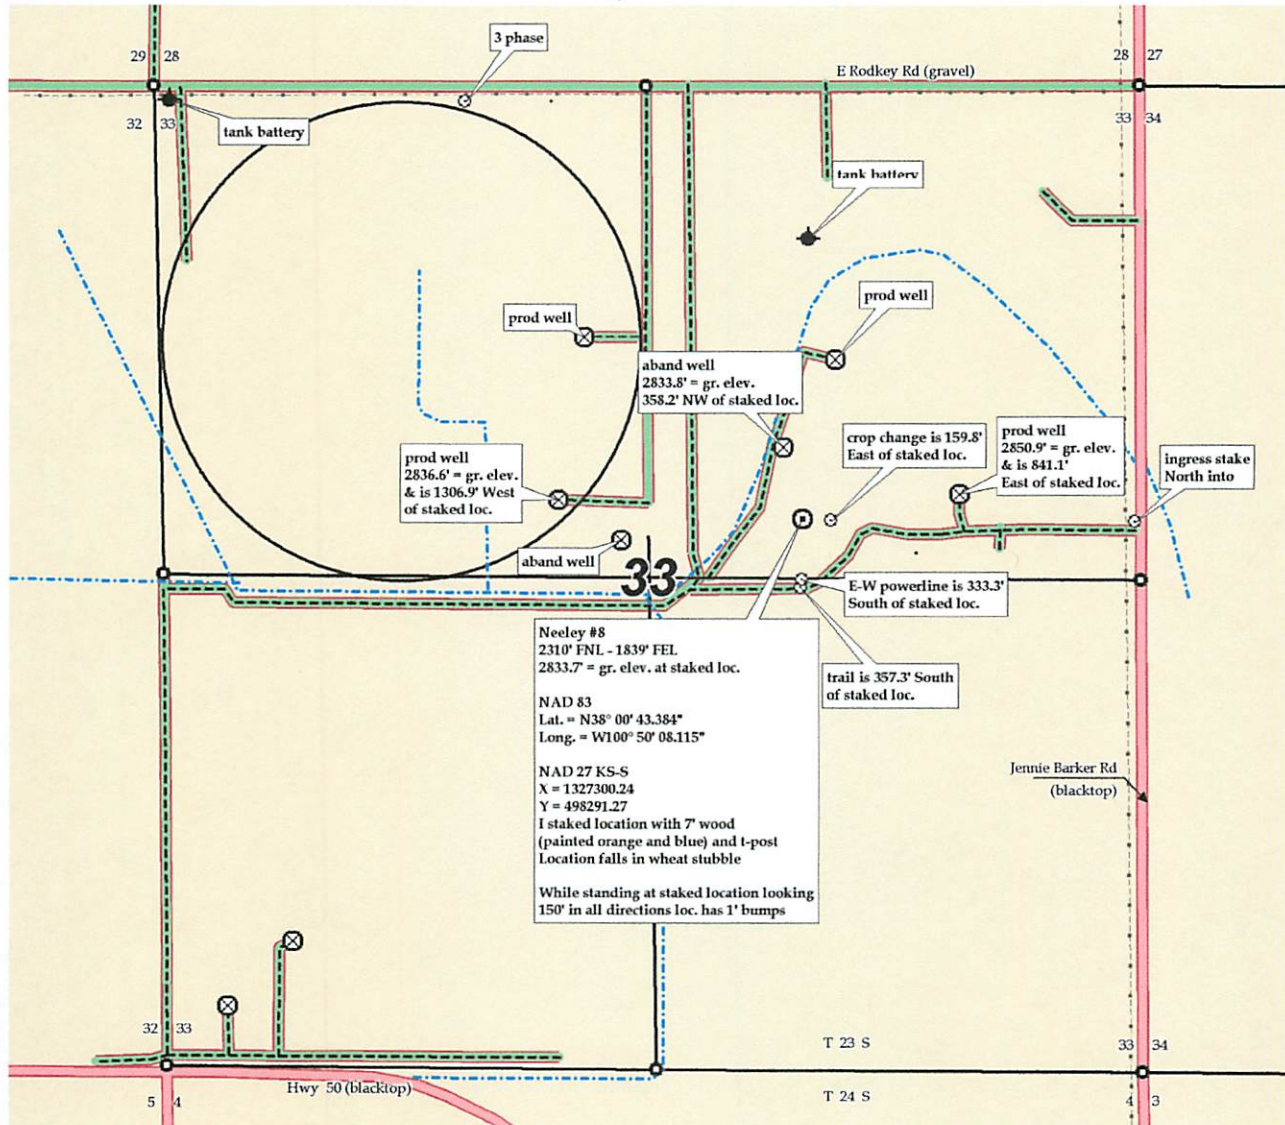 3 phase
29 28
28 27
E Rodkey Rd (gravel)
32 33
33 34
tank battery
tank battery
prod well
prod well
aband well
2833.8' = gr. elev.
358.2' NW of staked loc.
crop change is 159.8'
East of staked loc.
prod well
2850.9' = gr. elev.
& is 841.1'
East of staked loc.
ingress stake
North into
prod well
2836.6' = gr. elev.
& is 1306.9' West
of staked loc.
aband well
33
E-W powerline is 333.3'
South of staked loc.
trail is 357.3' South
of staked loc.
Neeley #8
2310' FNL - 1839' FEL
2833.7' = gr. elev. at staked loc.
NAD 83
Lat. = N38° 00' 43.384"
Long. = W100° 50' 08.115"
NAD 27 KS-S
X = 1327300.24
Y = 498291.27
I staked location with 7' wood
(painted orange and blue) and t-post
Location falls in wheat stubble
While standing at staked location looking
150' in all directions loc. has 1' bumps
Jennie Barker Rd
(blacktop)
32 33
T 23 S
33 34
Hwy 50 (blacktop)
5 4
T 24 S
4 3